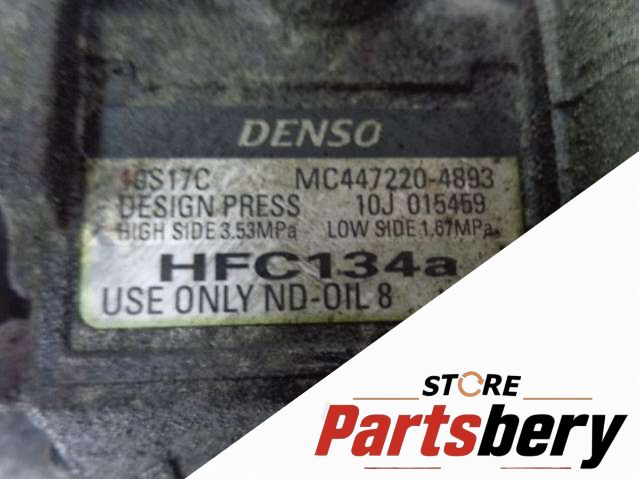 DENSO
10S17C MC447220-4893
DESIGN PRESS 10J 015459
HIGH SIDE 3.53MPa LOW SIDE 1.67MPa
HFC134a
USE ONLY ND-OIL 8
STORE
Partsbery